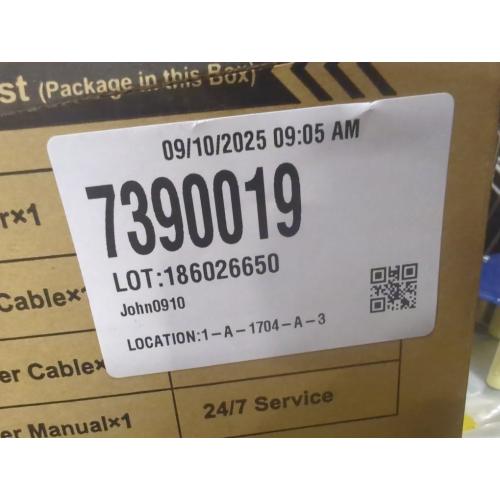 st (Package in this Box)
09/10/2025 09:05 AM
7390019
LOT:186026650
John0910
LOCATION:1-A-1704-A-3
r×1
Cable×
er Cable×
er Manual×1
24/7 Service